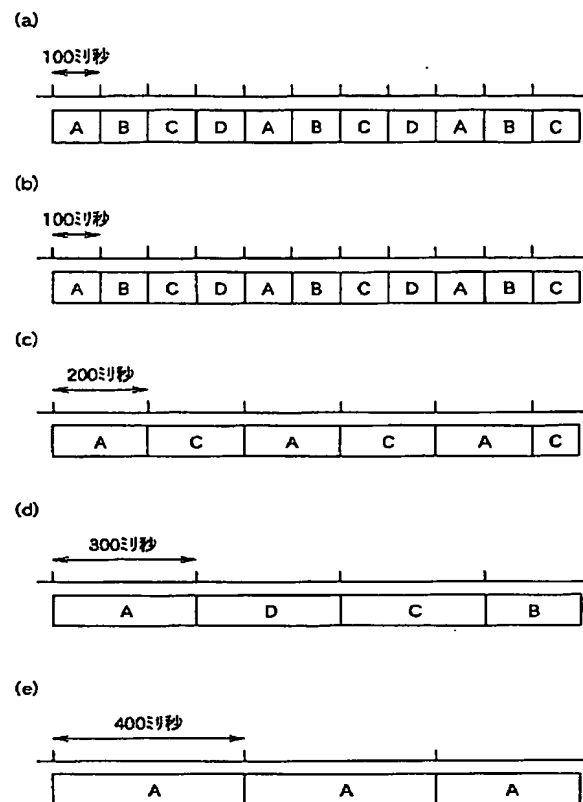 (a)
100ミリ秒
A B C D A B C D A B C
(b)
100ミリ秒
A B C D A B C D A B C
(c)
200ミリ秒
A C A C A C
(d)
300ミリ秒
A D C B
(e)
400ミリ秒
A A A